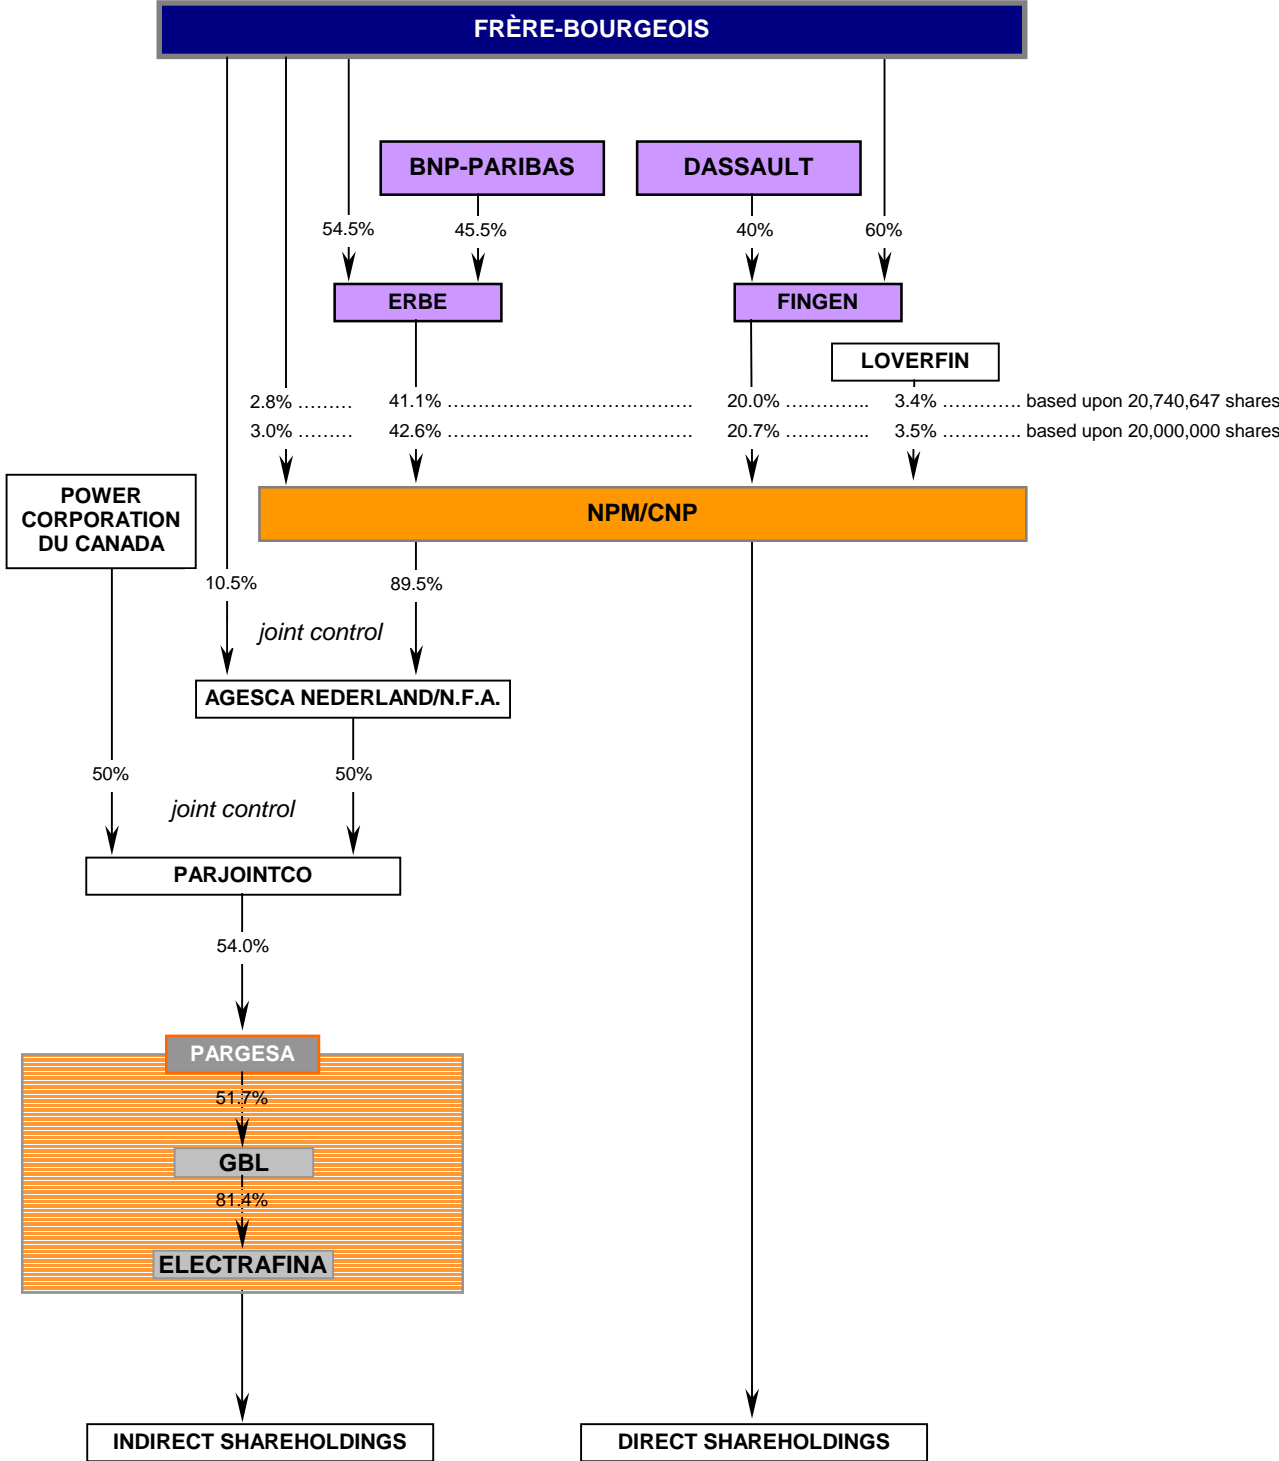 FRÈRE-BOURGEOIS
BNP-PARIBAS
DASSAULT
54.5%
45.5%
40%
60%
ERBE
FINGEN
LOVERFIN
2.8% ……… 41.1% ………………………………… 20.0% ………….. 3.4% …………. based upon 20,740,647 shares
3.0% ……… 42.6% ………………………………… 20.7% ………….. 3.5% …………. based upon 20,000,000 shares
POWER
CORPORATION
DU CANADA
NPM/CNP
10.5%
89.5%
joint control
AGESCA NEDERLAND/N.F.A.
50%
50%
joint control
PARJOINTCO
54.0%
PARGESA
51.7%
GBL
81.4%
ELECTRAFINA
INDIRECT SHAREHOLDINGS
DIRECT SHAREHOLDINGS